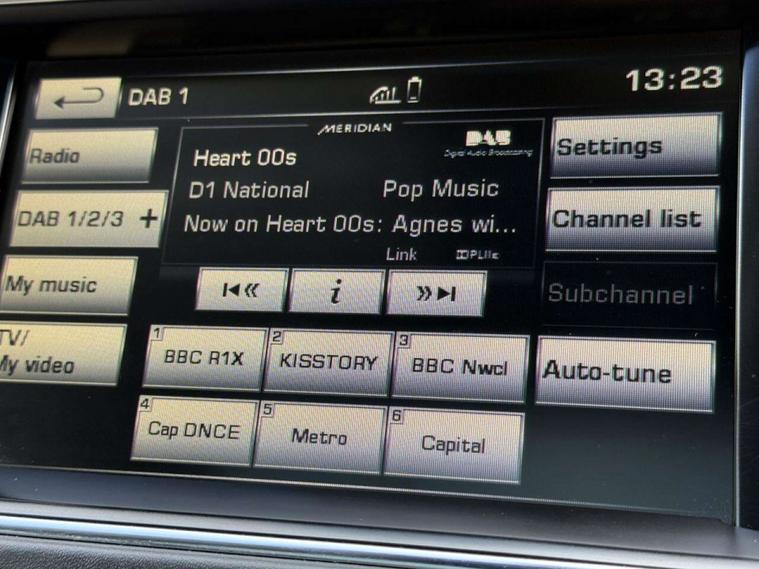 DAB 1
13:23
Radio
MERIDIAN
DAB
Digital Audio Broadcasting
Settings
Heart 00s
D1 National
Pop Music
DAB 1/2/3 +
Channel list
Now on Heart 00s: Agnes wi...
Link
PLIIx
My music
i
Subchannel
TV/
My video
1
BBC R1X
2
KISSTORY
3
BBC Nwcl
Auto-tune
4
Cap DNCE
5
Metro
6
Capital